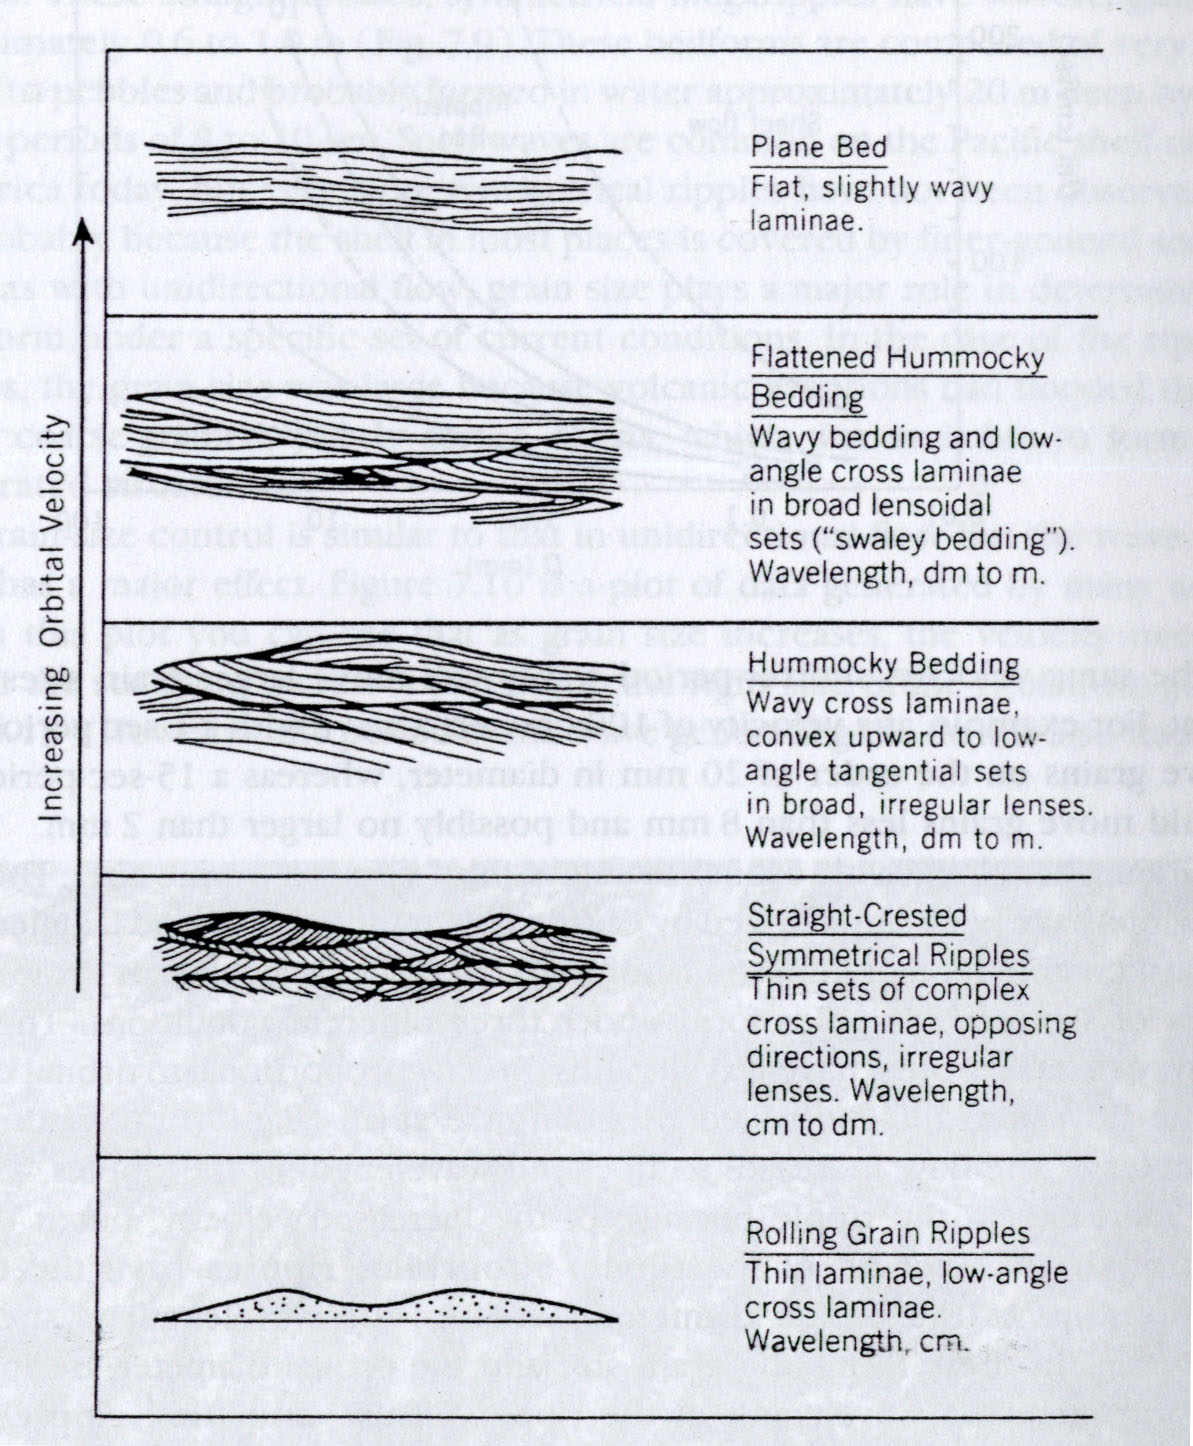 Plane Bed
Flat, slightly wavy
laminae.
Flattened Hummocky
Bedding
Wavy bedding and low-
angle cross laminae
in broad lensoidal
sets (“swaley bedding”).
Wavelength, dm to m.
Increasing Orbital Velocity
Hummocky Bedding
Wavy cross laminae,
convex upward to low-
angle tangential sets
in broad, irregular lenses.
Wavelength, dm to m.
Straight-Crested
Symmetrical Ripples
Thin sets of complex
cross laminae, opposing
directions, irregular
lenses. Wavelength,
cm to dm.
Rolling Grain Ripples
Thin laminae, low-angle
cross laminae.
Wavelength, cm.